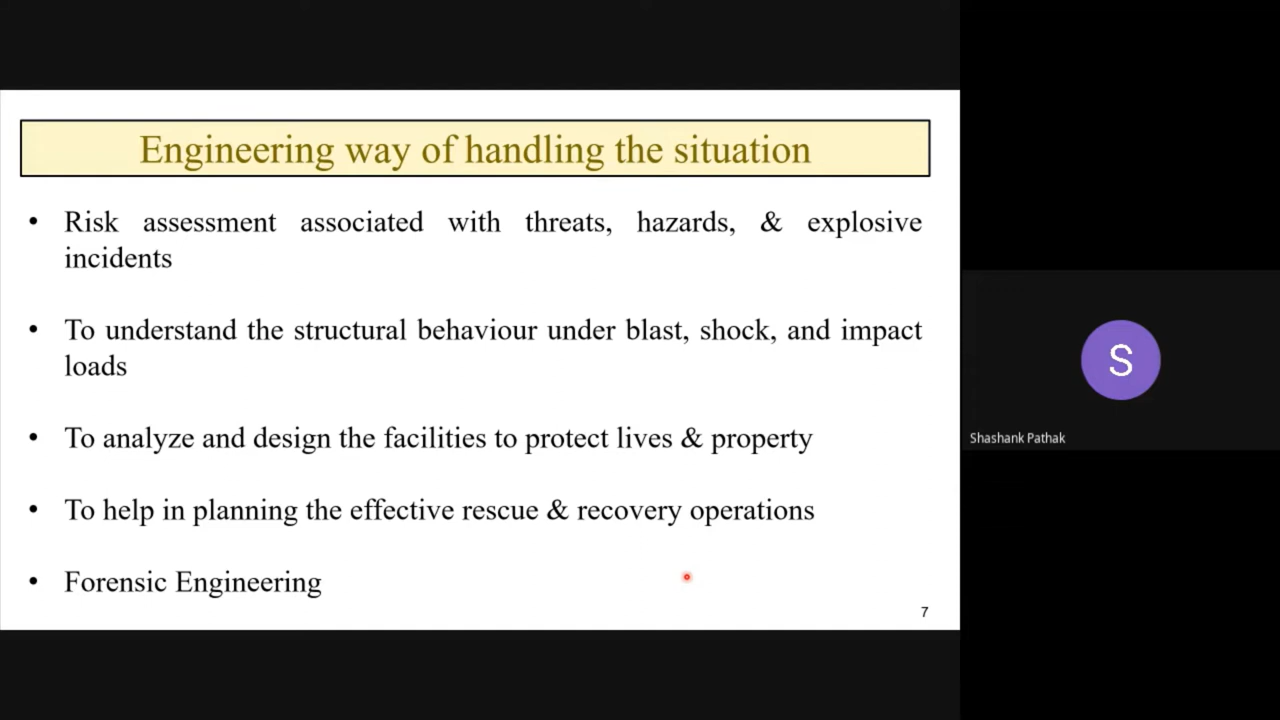 Engineering way of handling the situation
• Risk assessment associated with threats, hazards, & explosive
incidents
• To understand the structural behaviour under blast, shock, and impact
loads
• To analyze and design the facilities to protect lives & property
• To help in planning the effective rescue & recovery operations
• Forensic Engineering
7
S
Shashank Pathak